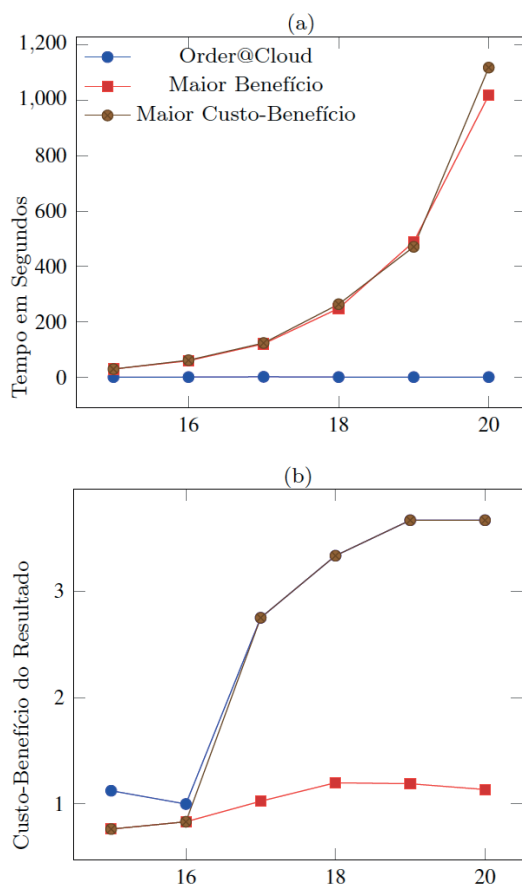 (a)
1,200
1,000
800
600
400
200
0
Tempo em Segundos
Order@Cloud
Maior Benefício
Maior Custo-Benefício
16
18
20
(b)
3
2
1
Custo-Benefício do Resultado
16
18
20